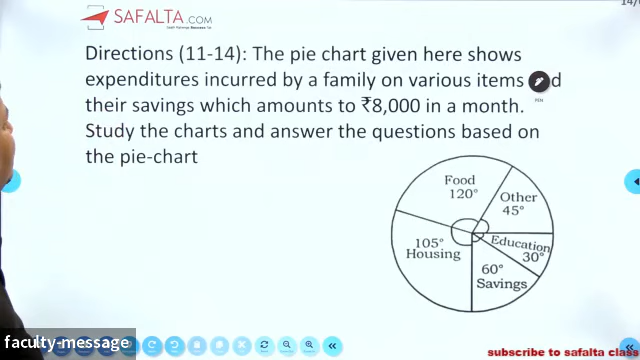 14/
SAFALTA.COM
Directions (11-14): The pie chart given here shows
expenditures incurred by a family on various items d
their savings which amounts to ₹8,000 in a month.
PEN
Study the charts and answer the questions based on
the pie-chart
Food
120°
Other
45°
Education
30°
105°
Housing
60°
Savings
faculty-message
subscribe to safalta class